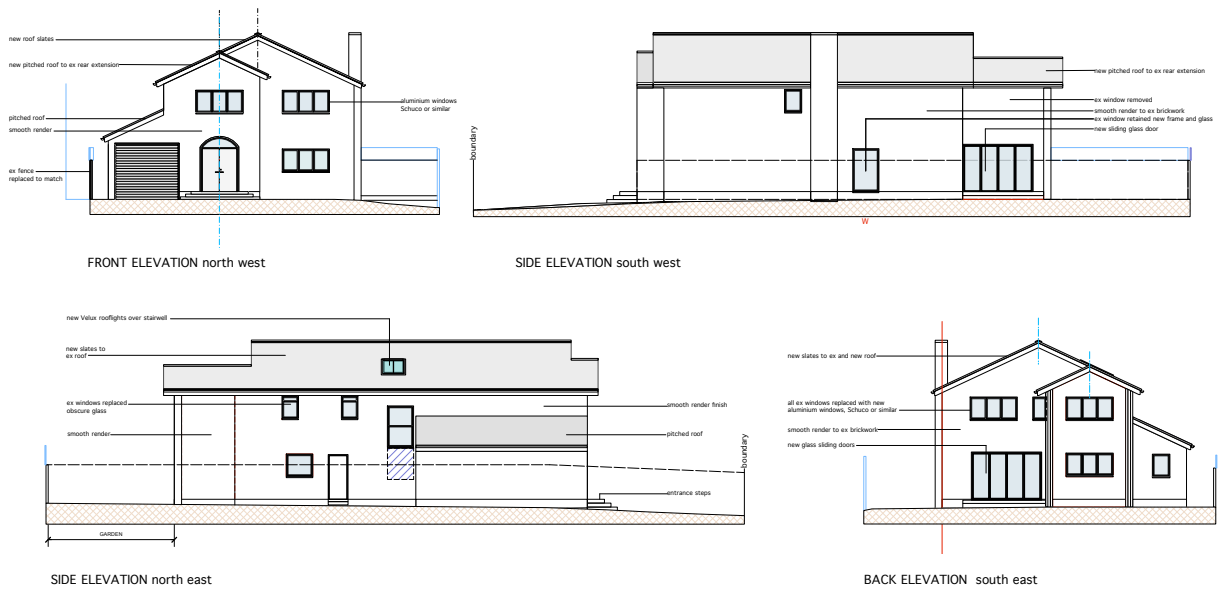 new roof slates
new pitched roof to ex rear extension
pitched roof
smooth render
ex fence
replaced to match
aluminium windows
Schuco or similar
FRONT ELEVATION north west
boundary
new pitched roof to ex rear extension
ex window removed
smooth render to ex brickwork
ex window retained new frame and glass
new sliding glass door
W
SIDE ELEVATION south west
new Velux rooflights over stairwell
new slates to
ex roof
ex windows replaced
obscure glass
smooth render
smooth render finish
pitched roof
boundary
entrance steps
GARDEN
SIDE ELEVATION north east
new slates to ex and new roof
all ex windows replaced with new
aluminium windows, Schuco or similar
smooth render to ex brickwork
new glass sliding doors
BACK ELEVATION south east